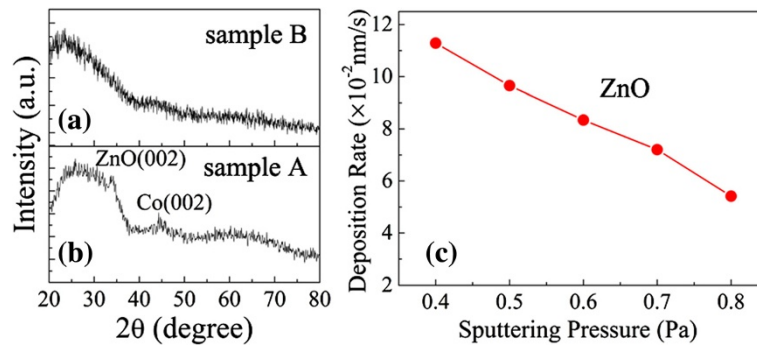 sample B
(a)
ZnO(002)
sample A
Co(002)
(b)
Intensity (a.u.)
20 30 40 50 60 70 80
2θ (degree)
12
10
8
6
4
2
Deposition Rate (×10⁻²nm/s)
ZnO
(c)
0.4 0.5 0.6 0.7 0.8
Sputtering Pressure (Pa)